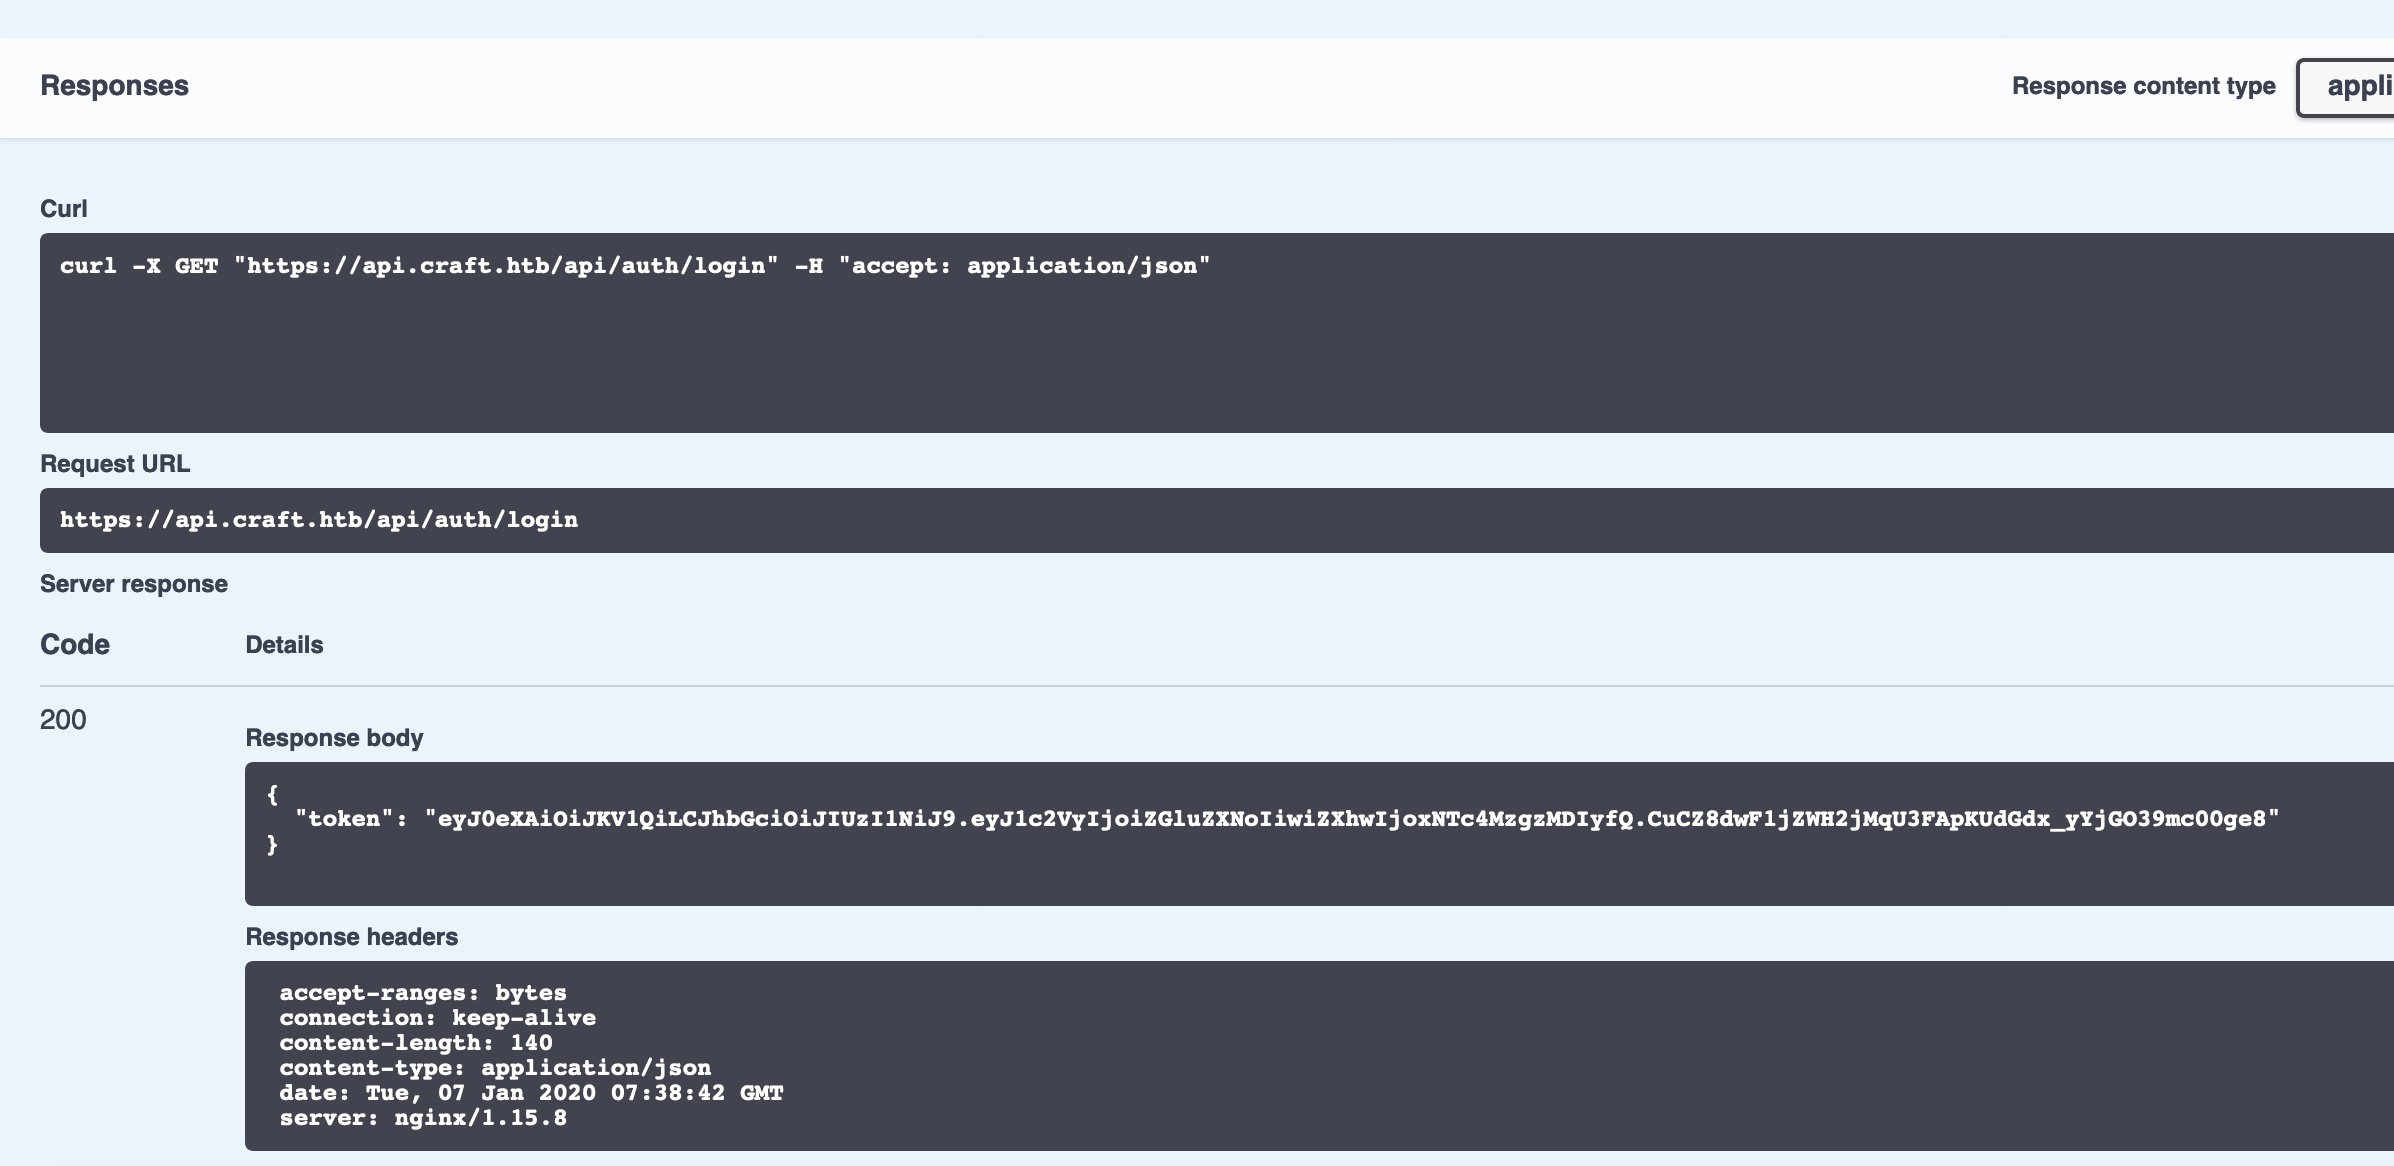 Responses
Response content type
appli
Curl
curl -X GET "https://api.craft.htb/api/auth/login" -H "accept: application/json"
Request URL
https://api.craft.htb/api/auth/login
Server response
Code Details
200
Response body
{
"token": "eyJ0eXAiOiJKV1QiLCJhbGciOiJIUzI1NiJ9.eyJ1c2VyIjoiZGluZXNoIiwiZXhwIjoxNTc4MzgzMDIyfQ.CuCZ8dwF1jZWH2jMqU3FApKUdGdx_yYjGO39mc00ge8"
}
Response headers
accept-ranges: bytes
connection: keep-alive
content-length: 140
content-type: application/json
date: Tue, 07 Jan 2020 07:38:42 GMT
server: nginx/1.15.8